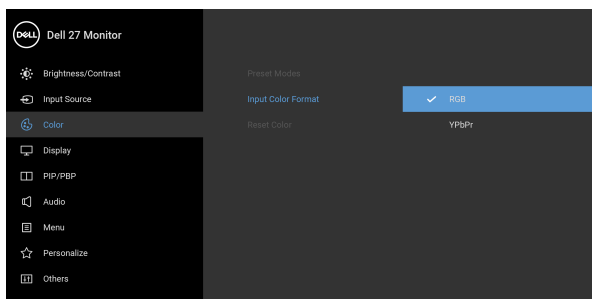 DELL Dell 27 Monitor
Brightness/Contrast
Preset Modes
Input Source
Input Color Format
RGB
Color
Reset Color
YPbPr
Display
PIP/PBP
Audio
Menu
Personalize
Others